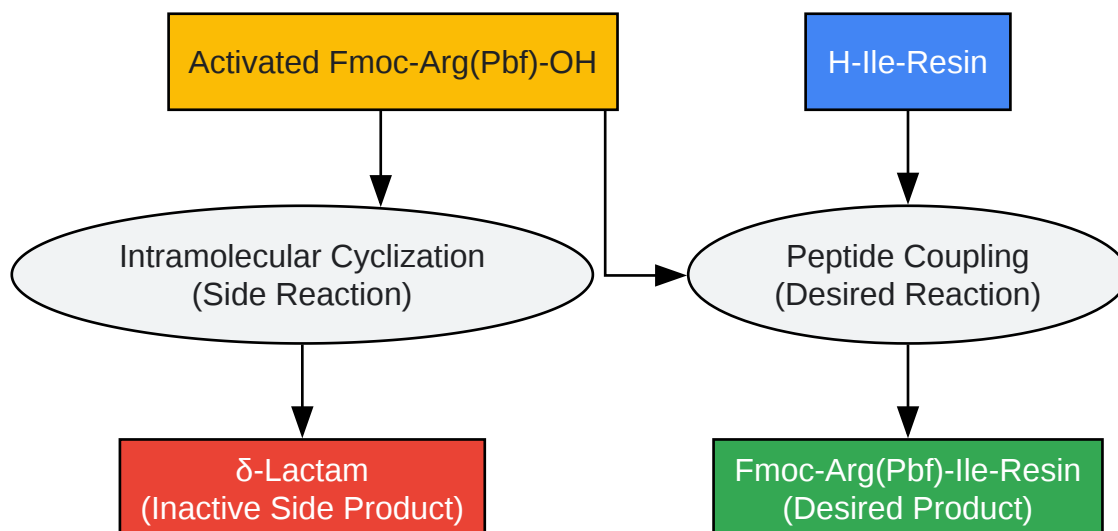 Activated Fmoc-Arg(Pbf)-OH
H-Ile-Resin
Intramolecular Cyclization
(Side Reaction)
Peptide Coupling
(Desired Reaction)
δ-Lactam
(Inactive Side Product)
Fmoc-Arg(Pbf)-Ile-Resin
(Desired Product)